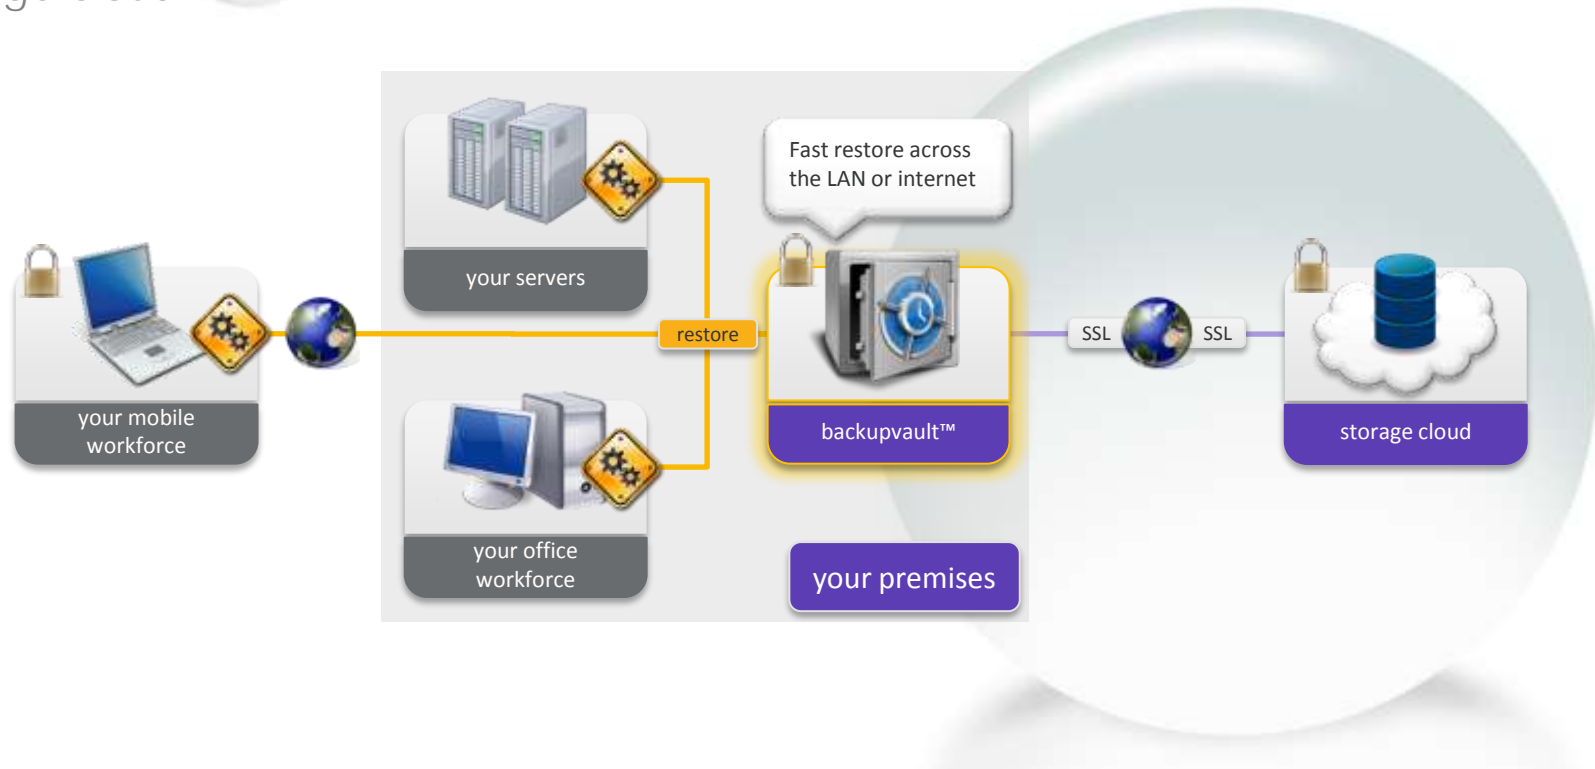 Fast restore across
the LAN or internet
your servers
restore
SSL
SSL
your mobile
workforce
backupvault™
storage cloud
your office
workforce
your premises